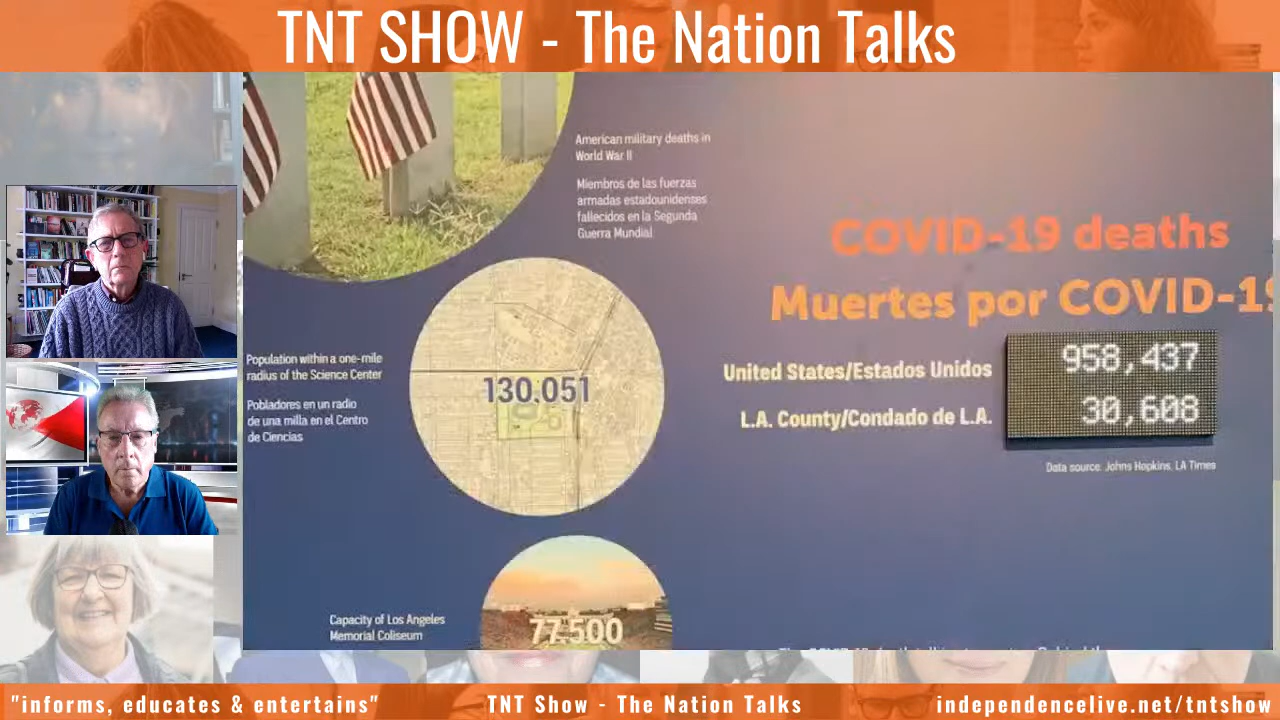 TNT SHOW - The Nation Talks
American military deaths in
World War II
Miembros de las fuerzas
armadas estadounidenses
fallecidos en la Segunda
Guerra Mundial
COVID-19 deaths
Muertes por COVID-19
United States/Estados Unidos
958,437
L.A. County/Condado de L.A.
30,608
Data source: Johns Hopkins, LA Times
Population within a one-mile
radius of the Science Center
Pobladores en un radio
de una milla en el Centro
de Ciencias
130,051
Capacity of Los Angeles
Memorial Coliseum
77,500
"informs, educates & entertains"
TNT Show - The Nation Talks
independencelive.net/tntshow